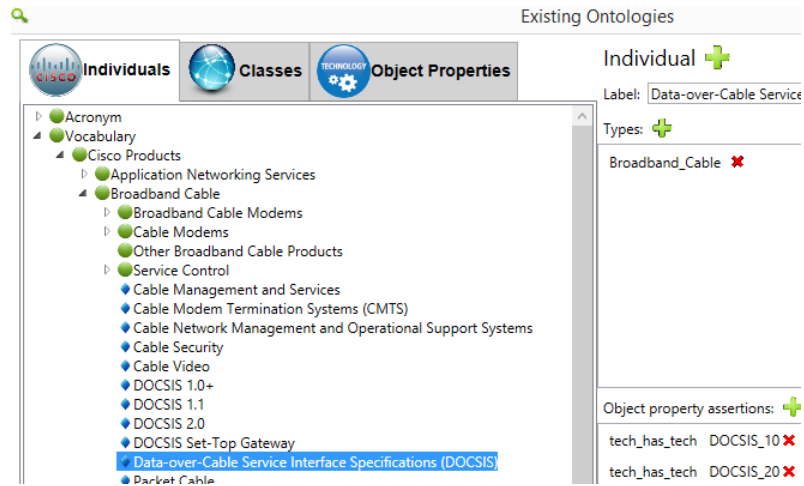 Existing Ontologies
CISCO Individuals
Classes
TECHNOLOGY Object Properties
Acronym
Vocabulary
Cisco Products
Application Networking Services
Broadband Cable
Broadband Cable Modems
Cable Modems
Other Broadband Cable Products
Service Control
Cable Management and Services
Cable Modem Termination Systems (CMTS)
Cable Network Management and Operational Support Systems
Cable Security
Cable Video
DOCSIS 1.0+
DOCSIS 1.1
DOCSIS 2.0
DOCSIS Set-Top Gateway
Data-over-Cable Service Interface Specifications (DOCSIS)
Packet Cable
Individual
Label: Data-over-Cable Service
Types:
Broadband_Cable
Object property assertions:
tech_has_tech DOCSIS_10
tech_has_tech DOCSIS_20